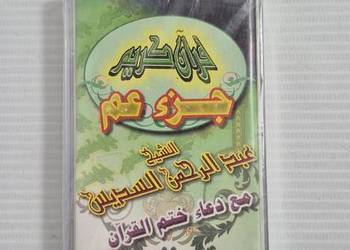 قرآن كريم
جزء عم
الشيخ
عبد الرحمن السديس
مع دعاء ختم القرآن